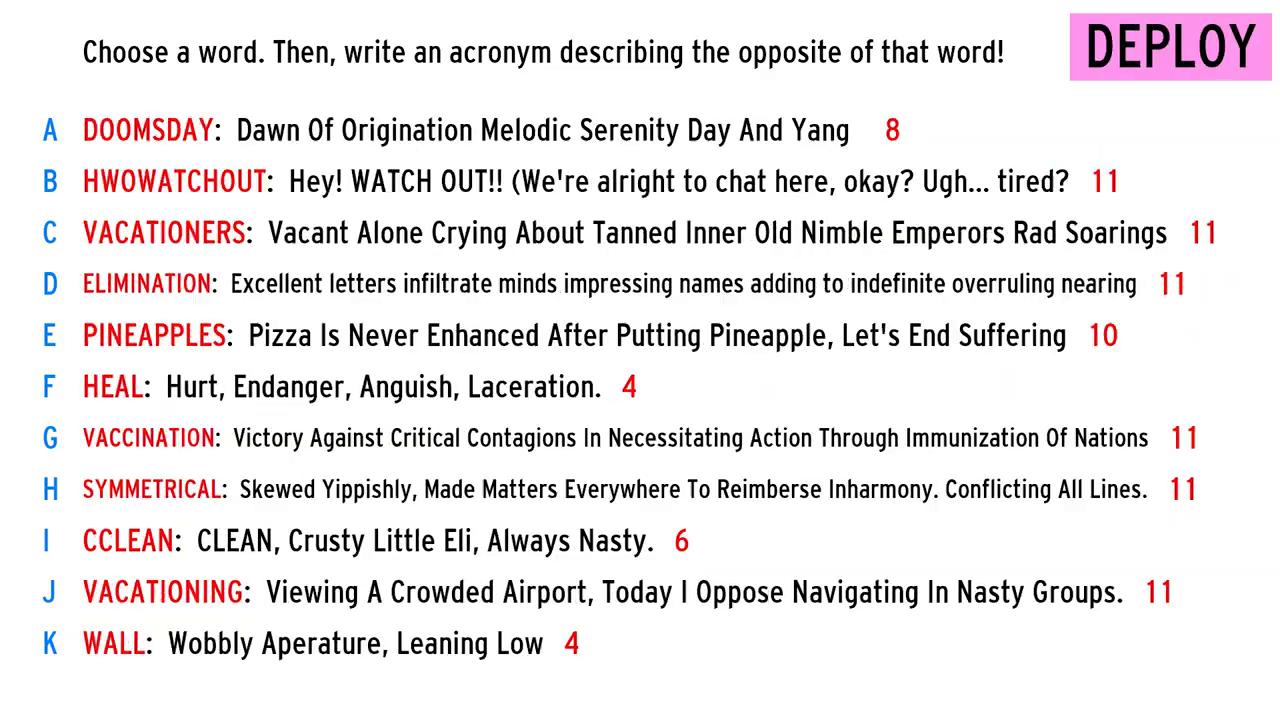 Choose a word. Then, write an acronym describing the opposite of that word!
DEPLOY
A DOOMSDAY: Dawn Of Origination Melodic Serenity Day And Yang 8
B HWOWATCHOUT: Hey! WATCH OUT!! (We're alright to chat here, okay? Ugh... tired? 11
C VACATIONERS: Vacant Alone Crying About Tanned Inner Old Nimble Emperors Rad Soarings 11
D ELIMINATION: Excellent letters infiltrate minds impressing names adding to indefinite overruling nearing 11
E PINEAPPLES: Pizza Is Never Enhanced After Putting Pineapple, Let's End Suffering 10
F HEAL: Hurt, Endanger, Anguish, Laceration. 4
G VACCINATION: Victory Against Critical Contagions In Necessitating Action Through Immunization Of Nations 11
H SYMMETRICAL: Skewed Yippishly, Made Matters Everywhere To Reimberse Inharmony. Conflicting All Lines. 11
I CCLEAN: CLEAN, Crusty Little Eli, Always Nasty. 6
J VACATIONING: Viewing A Crowded Airport, Today I Oppose Navigating In Nasty Groups. 11
K WALL: Wobbly Aperature, Leaning Low 4